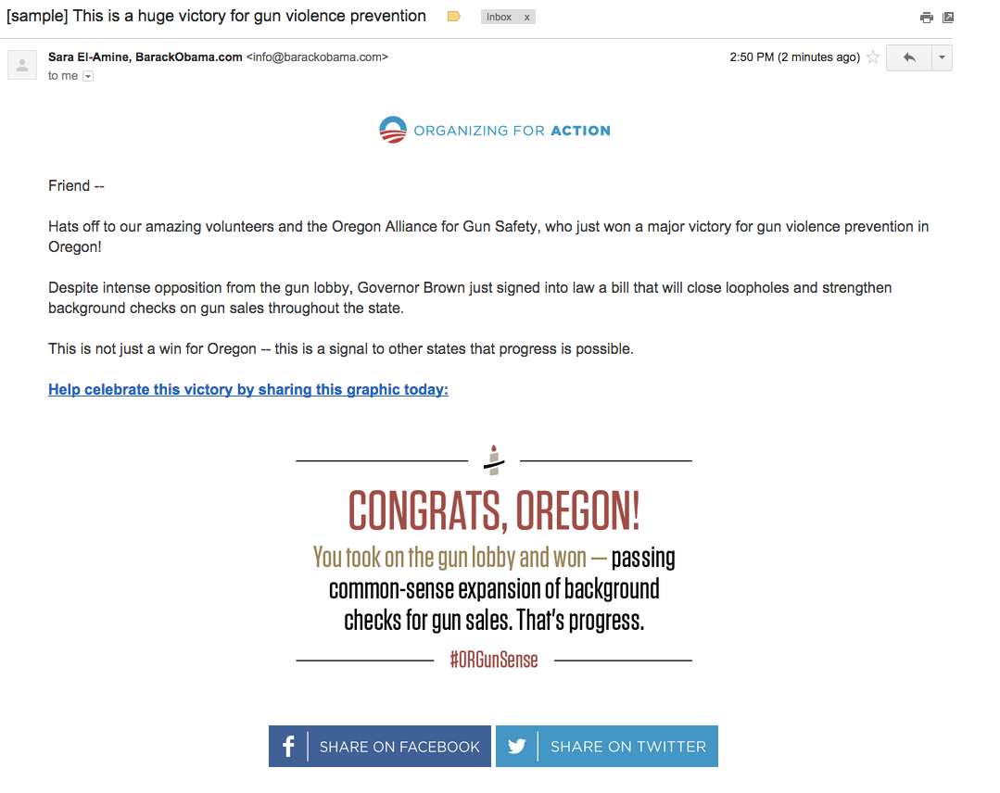 [sample] This is a huge victory for gun violence prevention
Inbox x
Sara El-Amine, BarackObama.com <info@barackobama.com>
2:50 PM (2 minutes ago)
to me
ORGANIZING FOR ACTION
Friend --
Hats off to our amazing volunteers and the Oregon Alliance for Gun Safety, who just won a major victory for gun violence prevention in
Oregon!
Despite intense opposition from the gun lobby, Governor Brown just signed into law a bill that will close loopholes and strengthen
background checks on gun sales throughout the state.
This is not just a win for Oregon -- this is a signal to other states that progress is possible.
Help celebrate this victory by sharing this graphic today:
CONGRATS, OREGON!
You took on the gun lobby and won — passing
common-sense expansion of background
checks for gun sales. That's progress.
#ORGunSense
f SHARE ON FACEBOOK
SHARE ON TWITTER